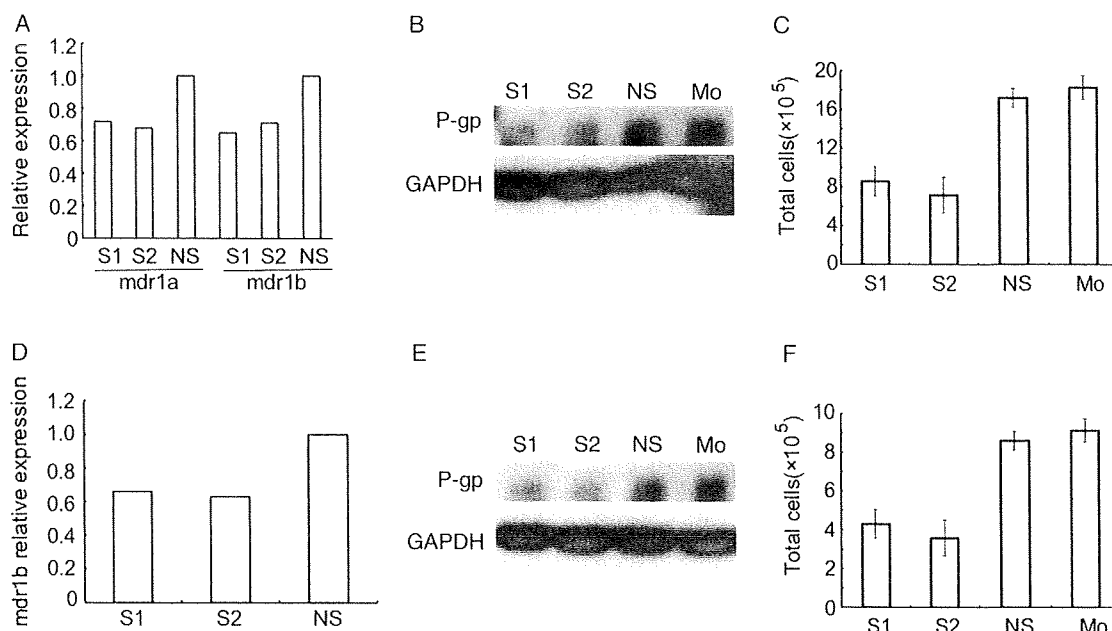 A
Relative expression
1.2
1.0
0.8
0.6
0.4
0.2
0
S1 S2 NS S1 S2 NS
mdr1a mdr1b
B
S1 S2 NS Mo
P-gp
GAPDH
C
Total cells(×10 5)
20
16
12
8
4
0
S1 S2 NS Mo
D
mdr1b relative expression
1.2
1.0
0.8
0.6
0.4
0.2
0
S1 S2 NS
E
S1 S2 NS Mo
P-gp
GAPDH
F
Total cells(×10 5)
10
8
6
4
2
0
S1 S2 NS Mo